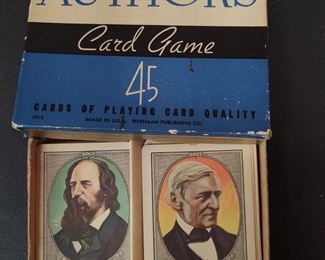 AUTHORS
Card Game
45
CARDS OF PLAYING CARD QUALITY
MADE IN U.S.A. WHITMAN PUBLISHING CO.